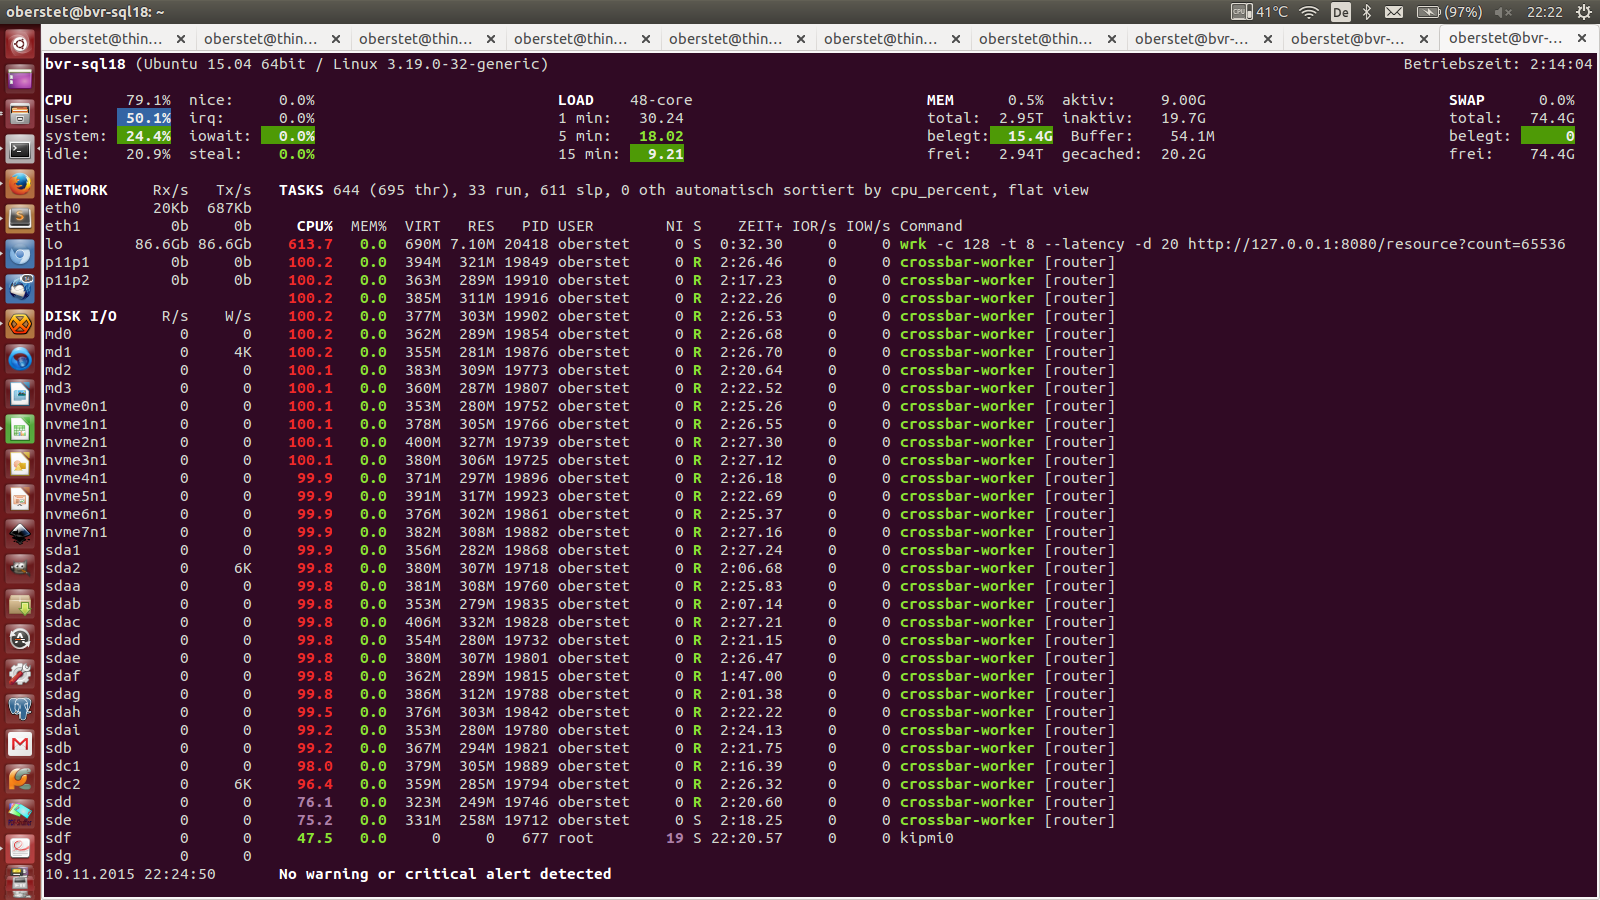 oberstet@bvr-sql18: ~ 41°C De (97%) 22:22
oberstet@thin... × oberstet@thin... × oberstet@thin... × oberstet@thin... × oberstet@thin... × oberstet@thin... × oberstet@thin... × oberstet@bvr-... × oberstet@bvr-... × oberstet@bvr-... ×
bvr-sql18 (Ubuntu 15.04 64bit / Linux 3.19.0-32-generic) Betriebszeit: 2:14:04
CPU 79.1% nice: 0.0% LOAD 48-core MEM 0.5% aktiv: 9.00G SWAP 0.0%
user: 50.1% irq: 0.0% 1 min: 30.24 total: 2.95T inaktiv: 19.7G total: 74.4G
system: 24.4% iowait: 0.0% 5 min: 18.02 belegt: 15.4G Buffer: 54.1M belegt: 0
idle: 20.9% steal: 0.0% 15 min: 9.21 frei: 2.94T gecached: 20.2G frei: 74.4G
NETWORK Rx/s Tx/s TASKS 644 (695 thr), 33 run, 611 slp, 0 oth automatisch sortiert by cpu_percent, flat view
eth0 20Kb 687Kb
eth1 0b 0b CPU% MEM% VIRT RES PID USER NI S ZEIT+ IOR/s IOW/s Command
lo 86.6Gb 86.6Gb 613.7 0.0 690M 7.10M 20418 oberstet 0 S 0:32.30 0 0 wrk -c 128 -t 8 --latency -d 20 http://127.0.0.1:8080/resource?count=65536
p11p1 0b 0b 100.2 0.0 394M 321M 19849 oberstet 0 R 2:26.46 0 0 crossbar-worker [router]
p11p2 0b 0b 100.2 0.0 363M 289M 19910 oberstet 0 R 2:17.23 0 0 crossbar-worker [router]
100.2 0.0 385M 311M 19916 oberstet 0 R 2:22.26 0 0 crossbar-worker [router]
DISK I/O R/s W/s 100.2 0.0 377M 303M 19902 oberstet 0 R 2:26.53 0 0 crossbar-worker [router]
md0 0 0 100.2 0.0 362M 289M 19854 oberstet 0 R 2:26.68 0 0 crossbar-worker [router]
md1 0 4K 100.2 0.0 355M 281M 19876 oberstet 0 R 2:26.70 0 0 crossbar-worker [router]
md2 0 0 100.1 0.0 383M 309M 19773 oberstet 0 R 2:20.64 0 0 crossbar-worker [router]
md3 0 0 100.1 0.0 360M 287M 19807 oberstet 0 R 2:22.52 0 0 crossbar-worker [router]
nvme0n1 0 0 100.1 0.0 353M 280M 19752 oberstet 0 R 2:25.26 0 0 crossbar-worker [router]
nvme1n1 0 0 100.1 0.0 378M 305M 19766 oberstet 0 R 2:26.55 0 0 crossbar-worker [router]
nvme2n1 0 0 100.1 0.0 400M 327M 19739 oberstet 0 R 2:27.30 0 0 crossbar-worker [router]
nvme3n1 0 0 100.1 0.0 380M 306M 19725 oberstet 0 R 2:27.12 0 0 crossbar-worker [router]
nvme4n1 0 0 99.9 0.0 371M 297M 19896 oberstet 0 R 2:26.18 0 0 crossbar-worker [router]
nvme5n1 0 0 99.9 0.0 391M 317M 19923 oberstet 0 R 2:22.69 0 0 crossbar-worker [router]
nvme6n1 0 0 99.9 0.0 376M 302M 19861 oberstet 0 R 2:25.37 0 0 crossbar-worker [router]
nvme7n1 0 0 99.9 0.0 382M 308M 19882 oberstet 0 R 2:27.16 0 0 crossbar-worker [router]
sda1 0 0 99.9 0.0 356M 282M 19868 oberstet 0 R 2:27.24 0 0 crossbar-worker [router]
sda2 0 6K 99.8 0.0 380M 307M 19718 oberstet 0 R 2:06.68 0 0 crossbar-worker [router]
sdaa 0 0 99.8 0.0 381M 308M 19760 oberstet 0 R 2:25.83 0 0 crossbar-worker [router]
sdab 0 0 99.8 0.0 353M 279M 19835 oberstet 0 R 2:07.14 0 0 crossbar-worker [router]
sdac 0 0 99.8 0.0 406M 332M 19828 oberstet 0 R 2:27.21 0 0 crossbar-worker [router]
sdad 0 0 99.8 0.0 354M 280M 19732 oberstet 0 R 2:21.15 0 0 crossbar-worker [router]
sdae 0 0 99.8 0.0 380M 307M 19801 oberstet 0 R 2:26.47 0 0 crossbar-worker [router]
sdaf 0 0 99.8 0.0 362M 289M 19815 oberstet 0 R 1:47.00 0 0 crossbar-worker [router]
sdag 0 0 99.8 0.0 386M 312M 19788 oberstet 0 R 2:01.38 0 0 crossbar-worker [router]
sdah 0 0 99.5 0.0 376M 303M 19842 oberstet 0 R 2:22.22 0 0 crossbar-worker [router]
sdai 0 0 99.2 0.0 353M 280M 19780 oberstet 0 R 2:24.13 0 0 crossbar-worker [router]
sdb 0 0 99.2 0.0 367M 294M 19821 oberstet 0 R 2:21.75 0 0 crossbar-worker [router]
sdc1 0 0 98.0 0.0 379M 305M 19889 oberstet 0 R 2:16.39 0 0 crossbar-worker [router]
sdc2 0 6K 96.4 0.0 359M 285M 19794 oberstet 0 R 2:26.32 0 0 crossbar-worker [router]
sdd 0 0 76.1 0.0 323M 249M 19746 oberstet 0 R 2:20.60 0 0 crossbar-worker [router]
sde 0 0 75.2 0.0 331M 258M 19712 oberstet 0 S 2:18.25 0 0 crossbar-worker [router]
sdf 0 0 47.5 0.0 0 0 677 root 19 S 22:20.57 0 0 kipmi0
sdg 0 0
10.11.2015 22:24:50 No warning or critical alert detected